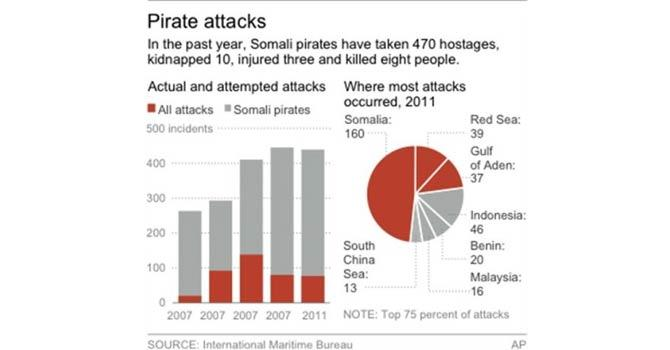 Pirate attacks
In the past year, Somali pirates have taken 470 hostages,
kidnapped 10, injured three and killed eight people.
Actual and attempted attacks
All attacks Somali pirates
500 incidents
400
300
200
100
0
2007 2007 2007 2007 2011
Where most attacks
occurred, 2011
Somalia:
160
Red Sea:
39
Gulf
of Aden:
37
Indonesia:
46
Benin:
20
Malaysia:
16
South
China
Sea:
13
NOTE: Top 75 percent of attacks
SOURCE: International Maritime Bureau
AP